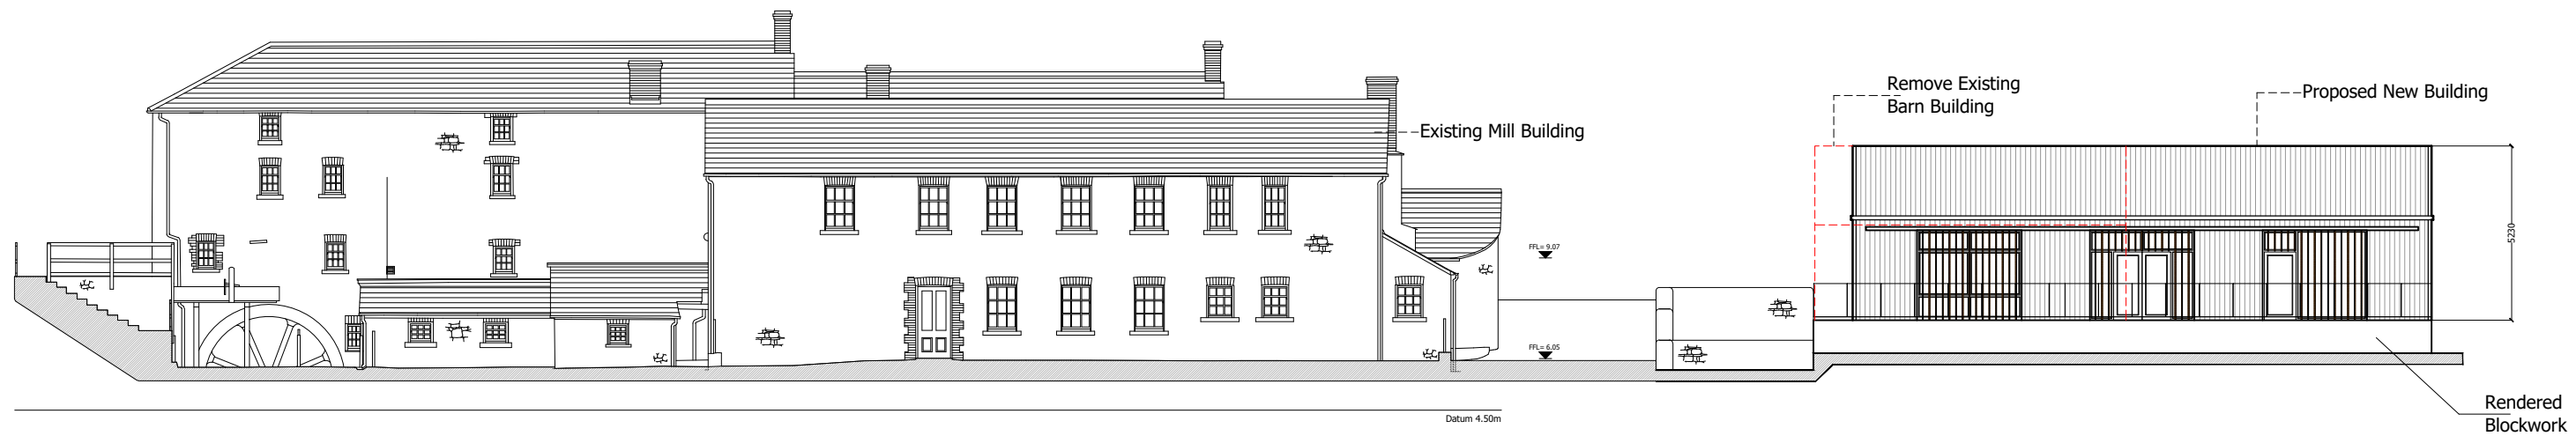 Remove Existing
Barn Building
Proposed New Building
Existing Mill Building
5230
FFL= 9.07
FFL= 6.05
Datum 4.50m
Rendered
Blockwork